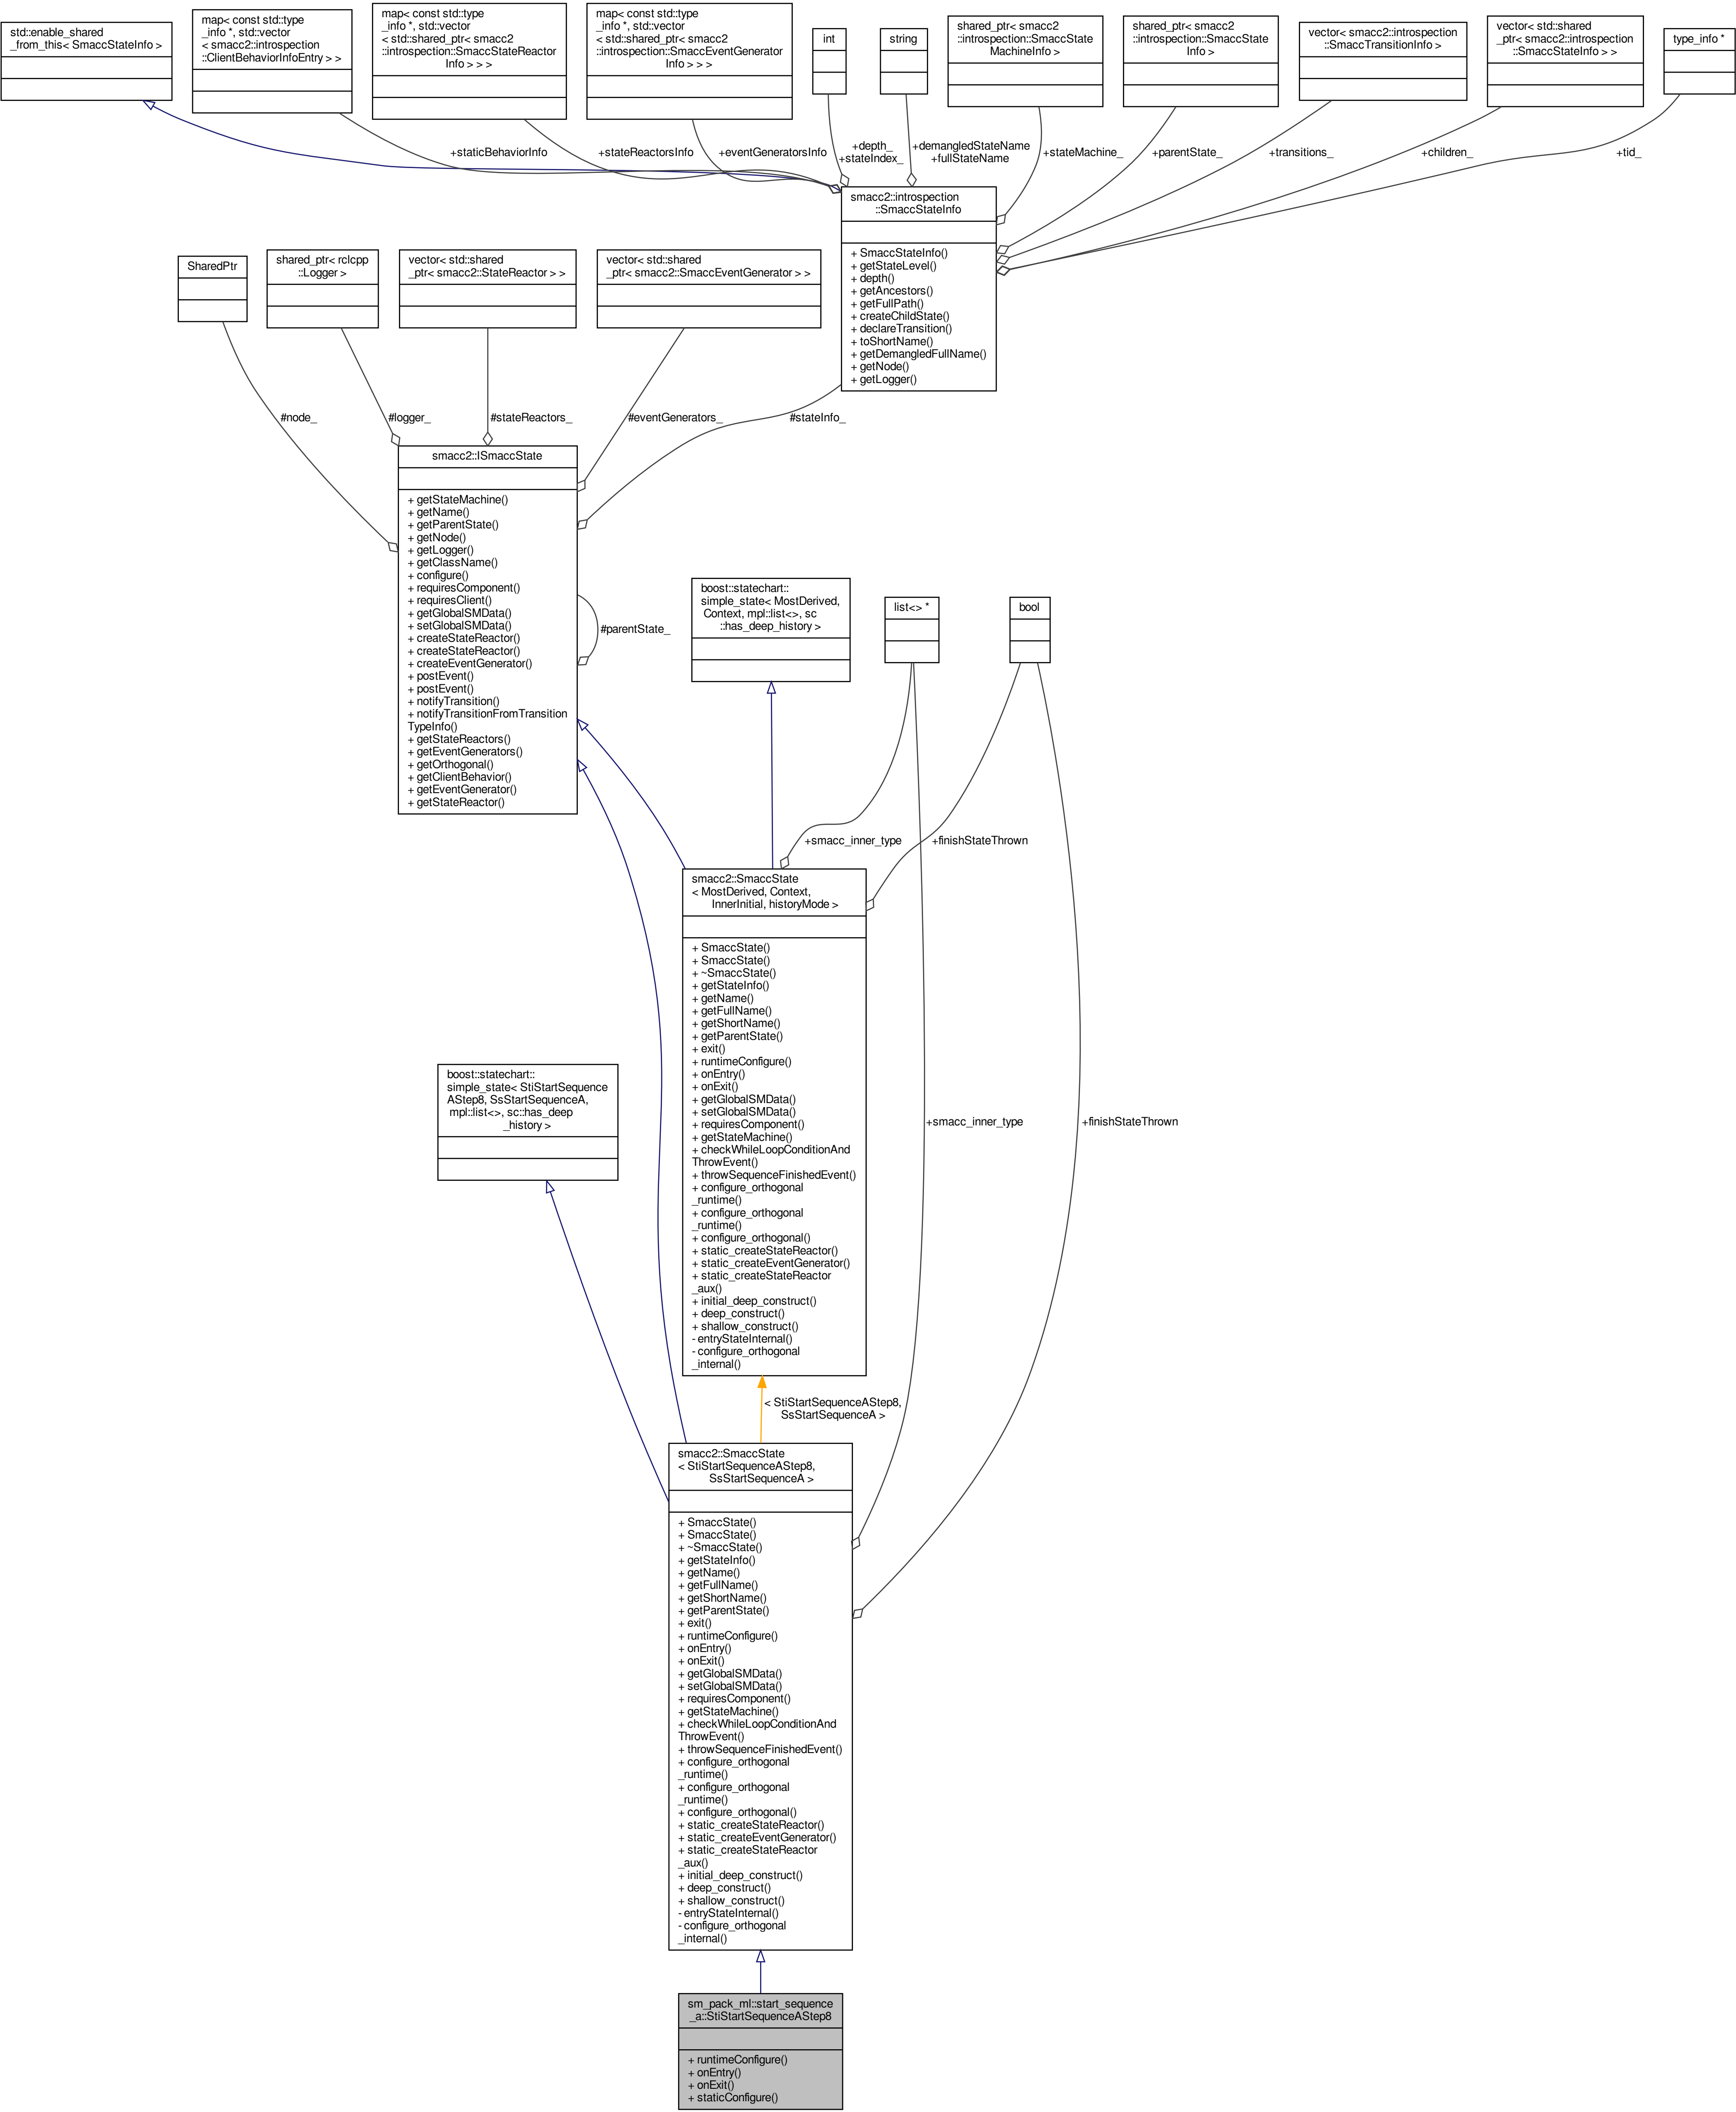 std::enable_shared
_from_this< SmaccStateInfo >
map< const std::type
_info *, std::vector
< smacc2::introspection
::ClientBehaviorInfoEntry > >
map< const std::type
_info *, std::vector
< std::shared_ptr< smacc2
::introspection::SmaccStateReactor
Info > > >
map< const std::type
_info *, std::vector
< std::shared_ptr< smacc2
::introspection::SmaccEventGenerator
Info > > >
int
string
shared_ptr< smacc2
::introspection::SmaccState
MachineInfo >
shared_ptr< smacc2
::introspection::SmaccState
Info >
vector< smacc2::introspection
::SmaccTransitionInfo >
vector< std::shared
_ptr< smacc2::introspection
::SmaccStateInfo > >
type_info *
+staticBehaviorInfo
+stateReactorsInfo
+eventGeneratorsInfo
+depth_
+stateIndex_
+demangledStateName
+fullStateName
+stateMachine_
+parentState_
+transitions_
+children_
+tid_
smacc2::introspection
::SmaccStateInfo
+ SmaccStateInfo()
+ getStateLevel()
+ depth()
+ getAncestors()
+ getFullPath()
+ createChildState()
+ declareTransition()
+ toShortName()
+ getDemangledFullName()
+ getNode()
+ getLogger()
SharedPtr
shared_ptr< rclcpp
::Logger >
vector< std::shared
_ptr< smacc2::StateReactor > >
vector< std::shared
_ptr< smacc2::SmaccEventGenerator > >
#node_
#logger_
#stateReactors_
#eventGenerators_
#stateInfo_
smacc2::ISmaccState
+ getStateMachine()
+ getName()
+ getParentState()
+ getNode()
+ getLogger()
+ getClassName()
+ configure()
+ requiresComponent()
+ requiresClient()
+ getGlobalSMData()
+ setGlobalSMData()
+ createStateReactor()
+ createStateReactor()
+ createEventGenerator()
+ postEvent()
+ postEvent()
+ notifyTransition()
+ notifyTransitionFromTransition
TypeInfo()
+ getStateReactors()
+ getEventGenerators()
+ getOrthogonal()
+ getClientBehavior()
+ getEventGenerator()
+ getStateReactor()
#parentState_
boost::statechart::
simple_state< MostDerived,
Context, mpl::list<>, sc
::has_deep_history >
list<> *
bool
+smacc_inner_type
+finishStateThrown
smacc2::SmaccState
< MostDerived, Context,
InnerInitial, historyMode >
+ SmaccState()
+ SmaccState()
+ ~SmaccState()
+ getStateInfo()
+ getName()
+ getFullName()
+ getShortName()
+ getParentState()
+ exit()
+ runtimeConfigure()
+ onEntry()
+ onExit()
+ getGlobalSMData()
+ setGlobalSMData()
+ requiresComponent()
+ getStateMachine()
+ checkWhileLoopConditionAnd
ThrowEvent()
+ throwSequenceFinishedEvent()
+ configure_orthogonal
_runtime()
+ configure_orthogonal
_runtime()
+ configure_orthogonal()
+ static_createStateReactor()
+ static_createEventGenerator()
+ static_createStateReactor
_aux()
+ initial_deep_construct()
+ deep_construct()
+ shallow_construct()
- entryStateInternal()
- configure_orthogonal
_internal()
boost::statechart::
simple_state< StiStartSequence
AStep8, SsStartSequenceA,
mpl::list<>, sc::has_deep
_history >
+smacc_inner_type
+finishStateThrown
< StiStartSequenceAStep8,
SsStartSequenceA >
smacc2::SmaccState
< StiStartSequenceAStep8,
SsStartSequenceA >
+ SmaccState()
+ SmaccState()
+ ~SmaccState()
+ getStateInfo()
+ getName()
+ getFullName()
+ getShortName()
+ getParentState()
+ exit()
+ runtimeConfigure()
+ onEntry()
+ onExit()
+ getGlobalSMData()
+ setGlobalSMData()
+ requiresComponent()
+ getStateMachine()
+ checkWhileLoopConditionAnd
ThrowEvent()
+ throwSequenceFinishedEvent()
+ configure_orthogonal
_runtime()
+ configure_orthogonal
_runtime()
+ configure_orthogonal()
+ static_createStateReactor()
+ static_createEventGenerator()
+ static_createStateReactor
_aux()
+ initial_deep_construct()
+ deep_construct()
+ shallow_construct()
- entryStateInternal()
- configure_orthogonal
_internal()
sm_pack_ml::start_sequence
_a::StiStartSequenceAStep8
+ runtimeConfigure()
+ onEntry()
+ onExit()
+ staticConfigure()